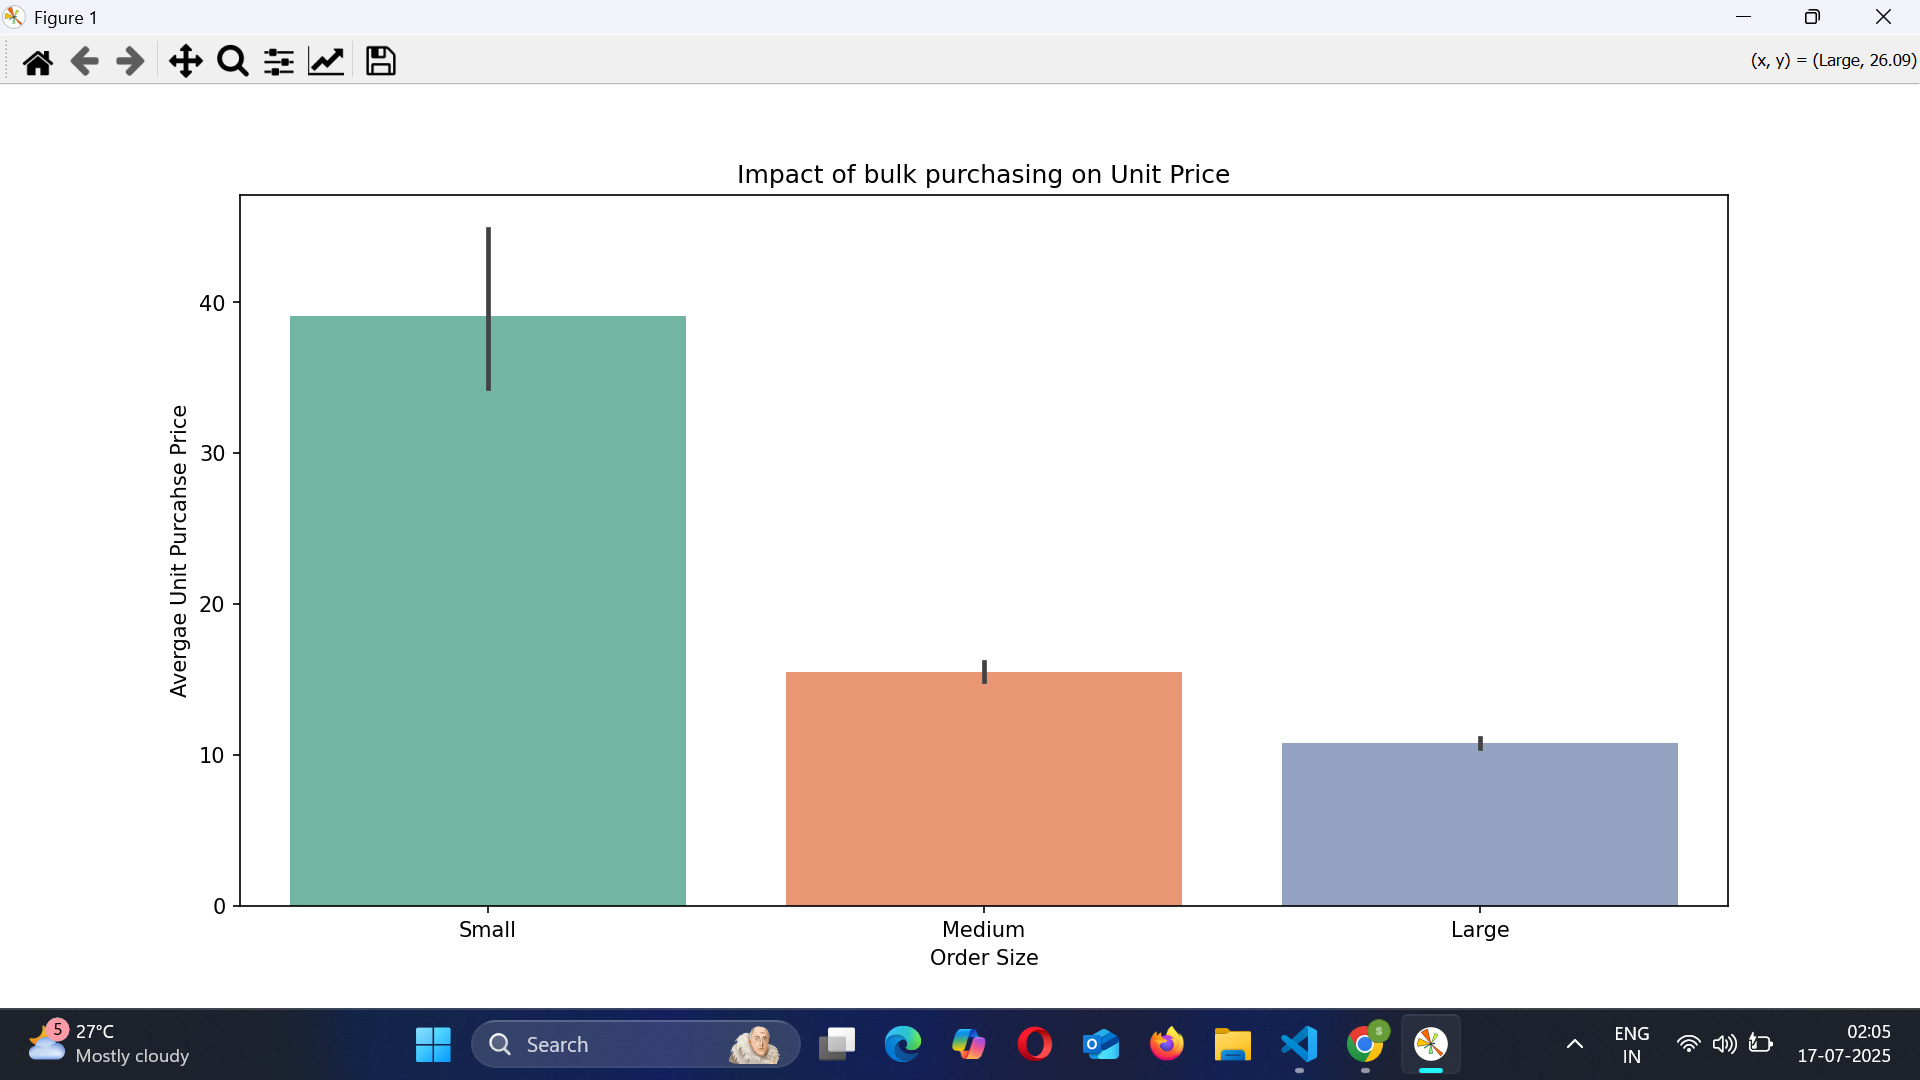 Figure 1
(x, y) = (Large, 26.09)
Impact of bulk purchasing on Unit Price
Avergae Unit Purcahse Price
40
30
20
10
0
Small Medium Large
Order Size
5
27°C
Mostly cloudy
Search
S
ENG
IN
02:05
17-07-2025